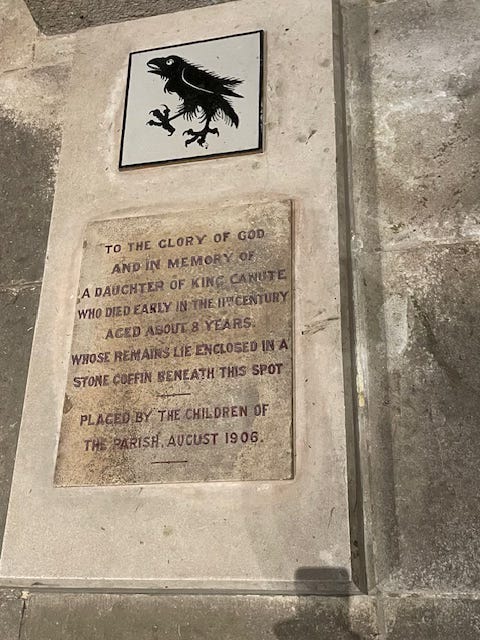 TO THE GLORY OF GOD
AND IN MEMORY OF
A DAUGHTER OF KING CANUTE
WHO DIED EARLY IN THE 11TH CENTURY
AGED ABOUT 8 YEARS.
WHOSE REMAINS LIE ENCLOSED IN A
STONE COFFIN BENEATH THIS SPOT
PLACED BY THE CHILDREN OF
THE PARISH, AUGUST 1906.